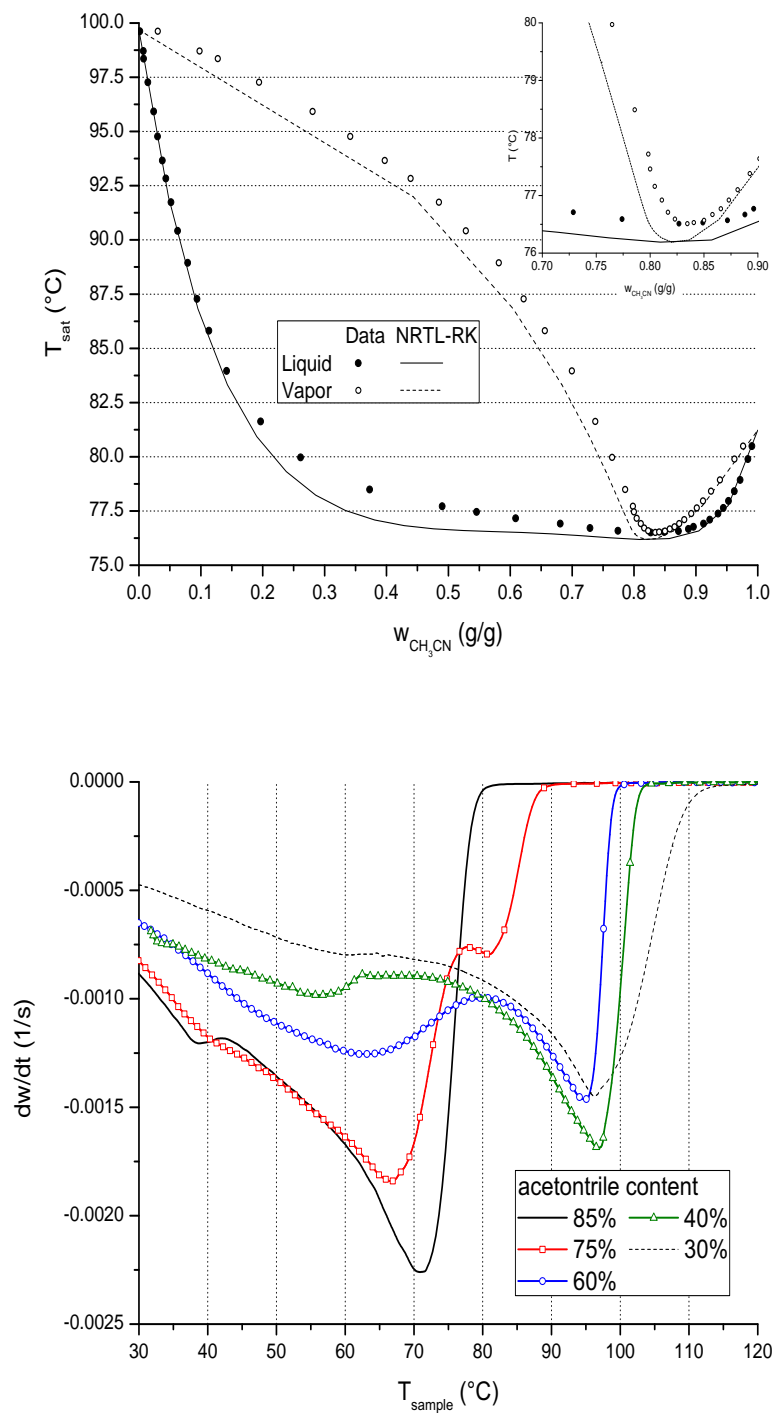 100.0
97.5
95.0
92.5
90.0
87.5
85.0
82.5
80.0
77.5
75.0
T_sat (°C)
0.0 0.1 0.2 0.3 0.4 0.5 0.6 0.7 0.8 0.9 1.0
w_CH3CN (g/g)
Data NRTL-RK
Liquid
Vapor
80
79
78
77
76
T (°C)
0.70 0.75 0.80 0.85 0.90
w_CH3CN (g/g)
0.0000
-0.0005
-0.0010
-0.0015
-0.0020
-0.0025
dw/dt (1/s)
30 40 50 60 70 80 90 100 110 120
T_sample (°C)
acetontrile content
85% 40%
75% 30%
60%